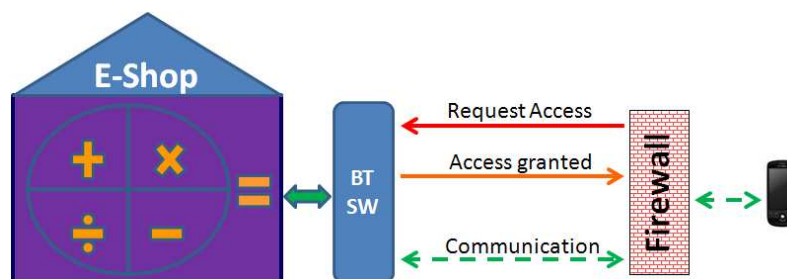 E-Shop
+ ×
÷ −
=
BT
SW
Request Access
Access granted
Communication
Firewall